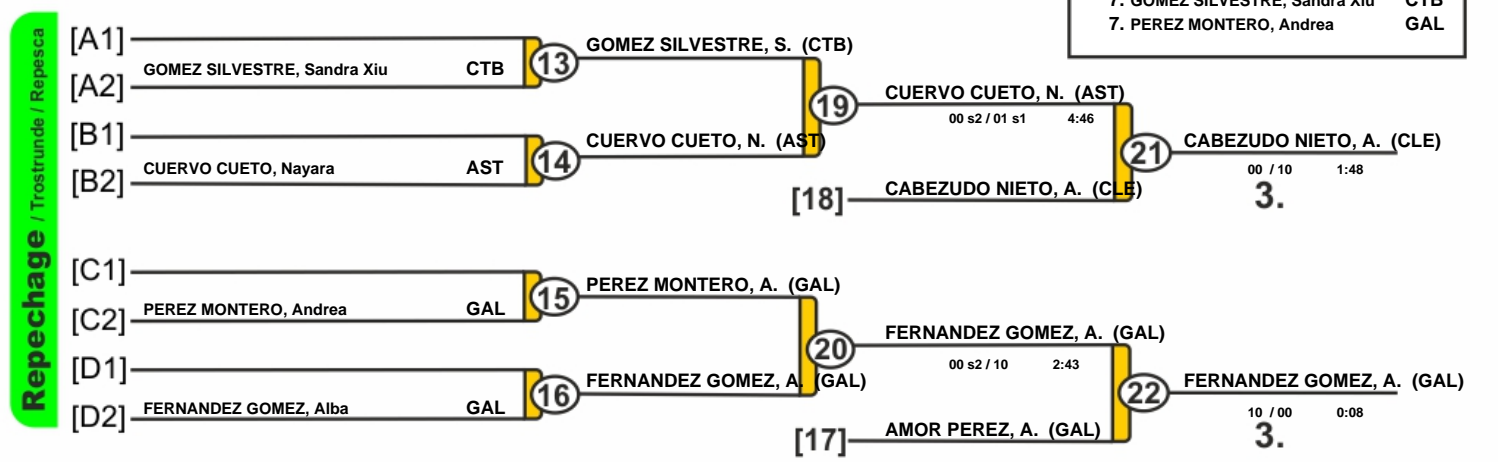 7. GOMEZ SILVESTRE, Sandra Xiu CTB
7. PEREZ MONTERO, Andrea GAL
Repechage / Trostrunde / Repesca
[A1]
GOMEZ SILVESTRE, Sandra Xiu CTB
[A2]
13
GOMEZ SILVESTRE, S. (CTB)
[B1]
CUERVO CUETO, Nayara AST
[B2]
14
CUERVO CUETO, N. (AST)
19
CUERVO CUETO, N. (AST)
00 s2 / 01 s1 4:46
[18]
CABEZUDO NIETO, A. (CLE)
21
CABEZUDO NIETO, A. (CLE)
00 / 10 1:48
3.
[C1]
PEREZ MONTERO, Andrea GAL
[C2]
15
PEREZ MONTERO, A. (GAL)
[D1]
FERNANDEZ GOMEZ, Alba GAL
[D2]
16
FERNANDEZ GOMEZ, A. (GAL)
20
FERNANDEZ GOMEZ, A. (GAL)
00 s2 / 10 2:43
[17]
AMOR PEREZ, A. (GAL)
22
FERNANDEZ GOMEZ, A. (GAL)
10 / 00 0:08
3.